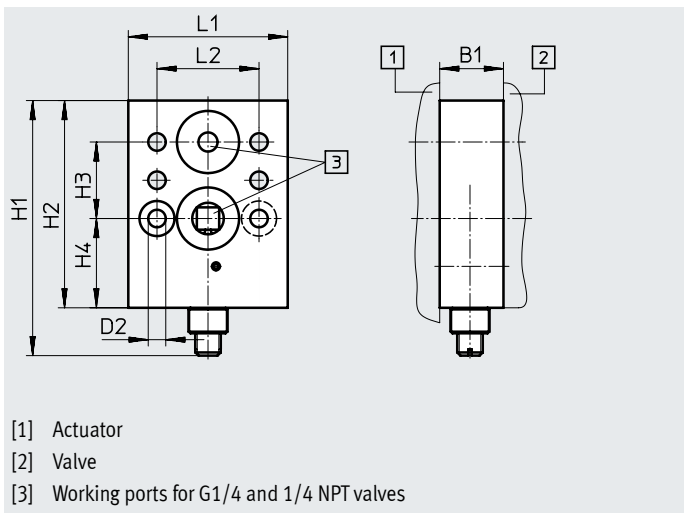 L1
L2
B1
1
2
3
H1
H2
H3
H4
D2
[1] Actuator
[2] Valve
[3] Working ports for G1/4 and 1/4 NPT valves